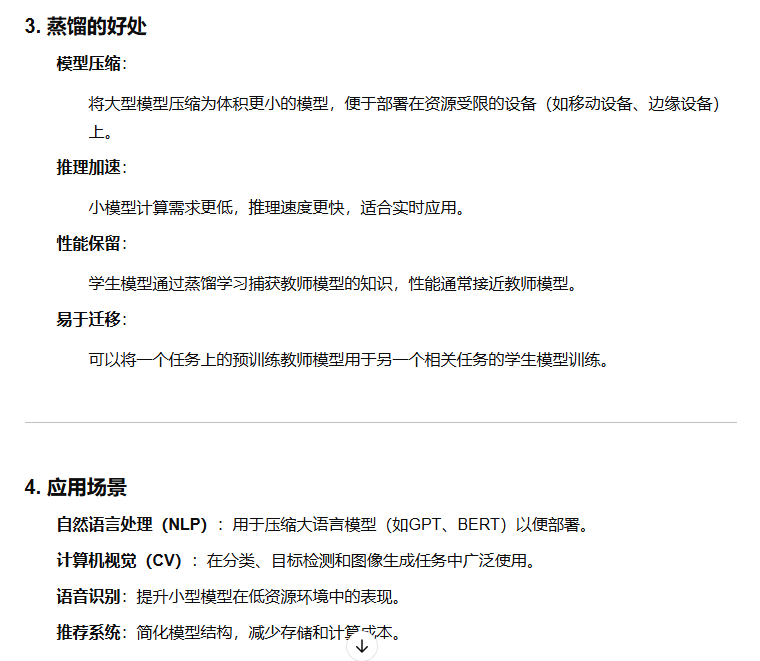 3. 蒸馏的好处
模型压缩：
将大型模型压缩为体积更小的模型，便于部署在资源受限的设备（如移动设备、边缘设备）
上。
推理加速：
小模型计算需求更低，推理速度更快，适合实时应用。
性能保留：
学生模型通过蒸馏学习捕获教师模型的知识，性能通常接近教师模型。
易于迁移：
可以将一个任务上的预训练教师模型用于另一个相关任务的学生模型训练。
4. 应用场景
自然语言处理（NLP）：用于压缩大语言模型（如GPT、BERT）以便部署。
计算机视觉（CV）：在分类、目标检测和图像生成任务中广泛使用。
语音识别：提升小型模型在低资源环境中的表现。
推荐系统：简化模型结构，减少存储和计算成本。